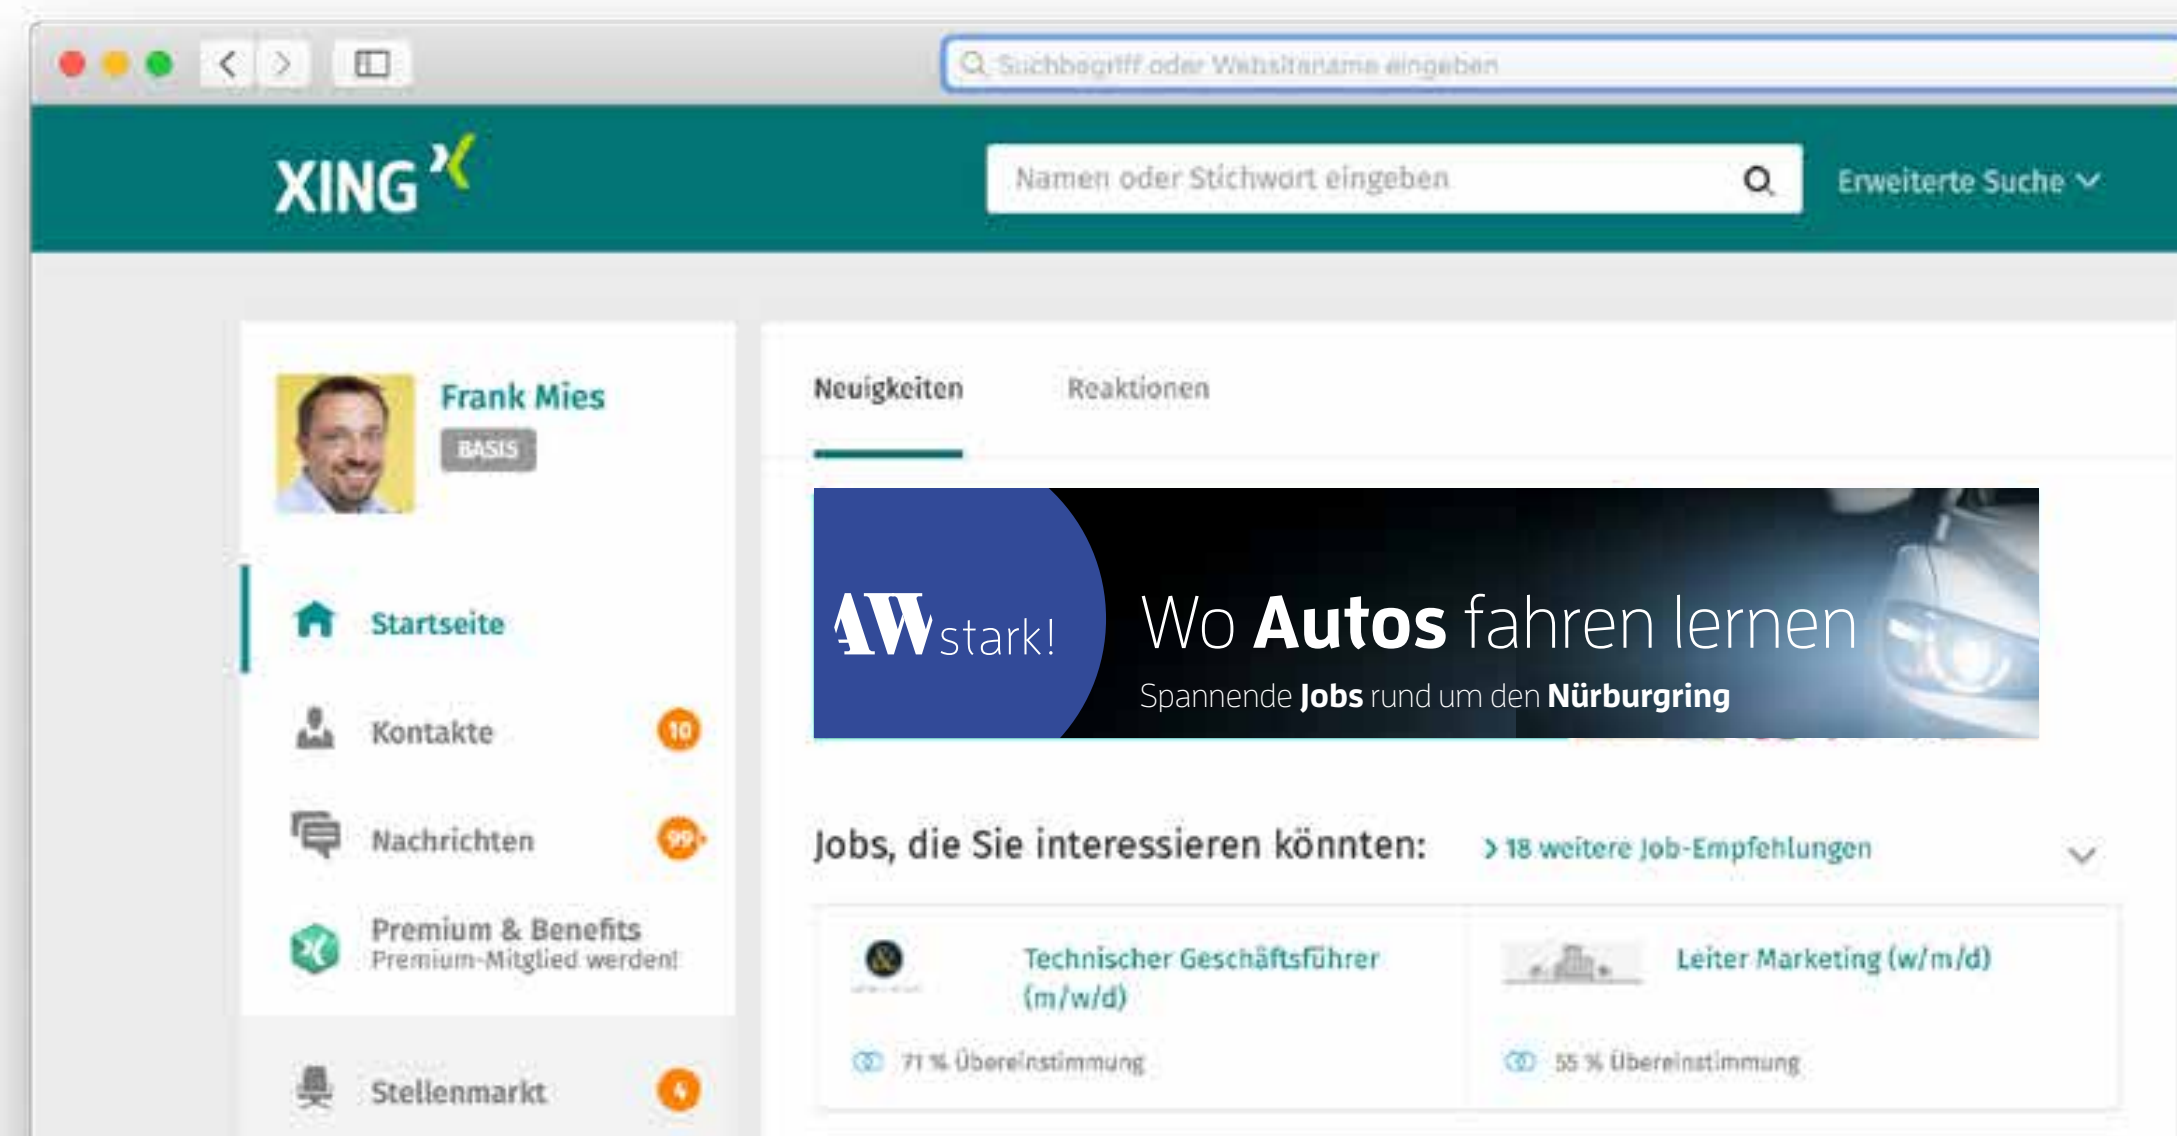 Suchbegriff oder Websitename eingeben
XING
Namen oder Stichwort eingeben
Erweiterte Suche
Frank Mies
BASIS
Startseite
Kontakte
10
Nachrichten
99+
Premium & Benefits
Premium-Mitglied werden!
Stellenmarkt
Neuigkeiten
Reaktionen
AW stark!
Wo Autos fahren lernen
Spannende Jobs rund um den Nürburgring
Jobs, die Sie interessieren könnten:
18 weitere Job-Empfehlungen
&
Technischer Geschäftsführer
(m/w/d)
71 % Übereinstimmung
Leiter Marketing (w/m/d)
55 % Übereinstimmung